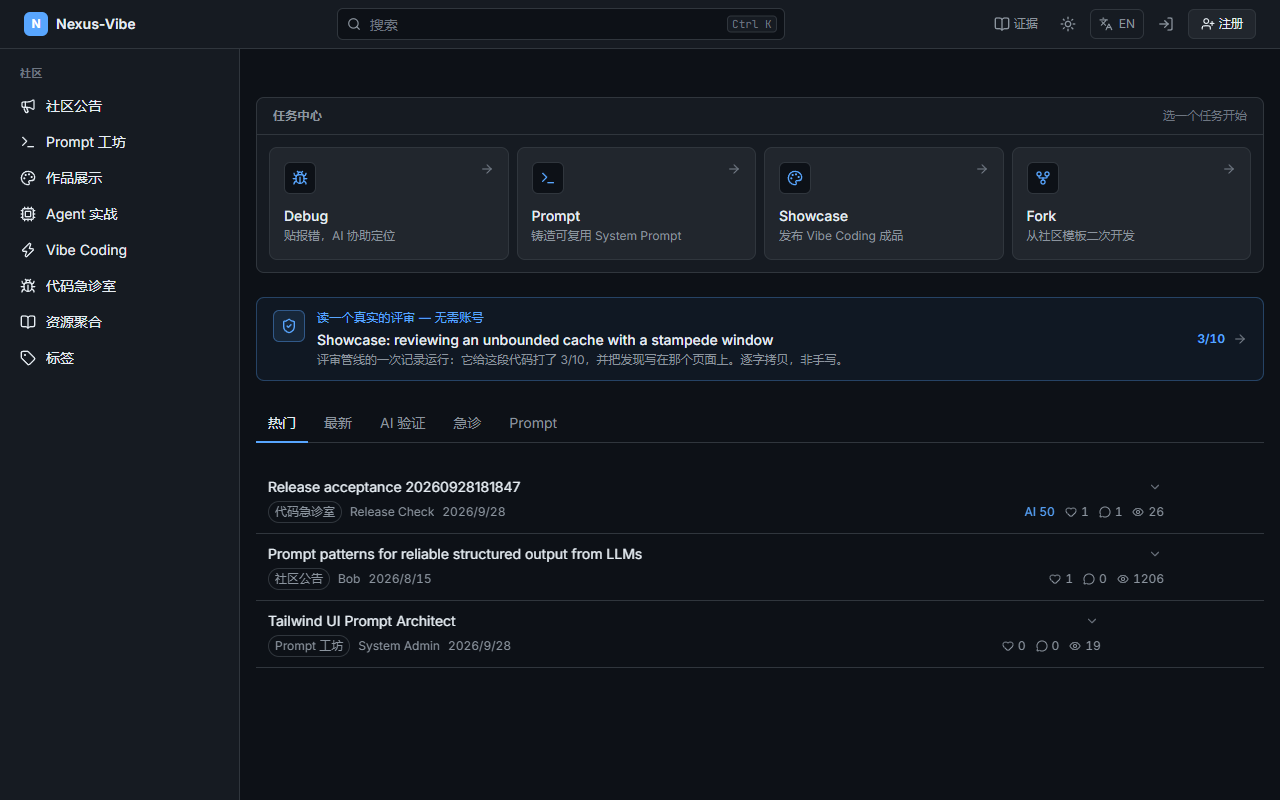 N Nexus-Vibe
搜索 Ctrl K
证据
EN
注册
社区
社区公告
Prompt 工坊
作品展示
Agent 实战
Vibe Coding
代码急诊室
资源聚合
标签
任务中心
选一个任务开始
Debug
贴报错，AI 协助定位
Prompt
铸造可复用 System Prompt
Showcase
发布 Vibe Coding 成品
Fork
从社区模板二次开发
读一个真实的评审 — 无需账号
Showcase: reviewing an unbounded cache with a stampede window
评审管线的一次记录运行：它给这段代码打了 3/10，并把发现写在那个页面上。逐字拷贝，非手写。
3/10
热门 最新 AI 验证 急诊 Prompt
Release acceptance 20260928181847
代码急诊室 Release Check 2026/9/28 AI 50 1 1 26
Prompt patterns for reliable structured output from LLMs
社区公告 Bob 2026/8/15 1 0 1206
Tailwind UI Prompt Architect
Prompt 工坊 System Admin 2026/9/28 0 0 19